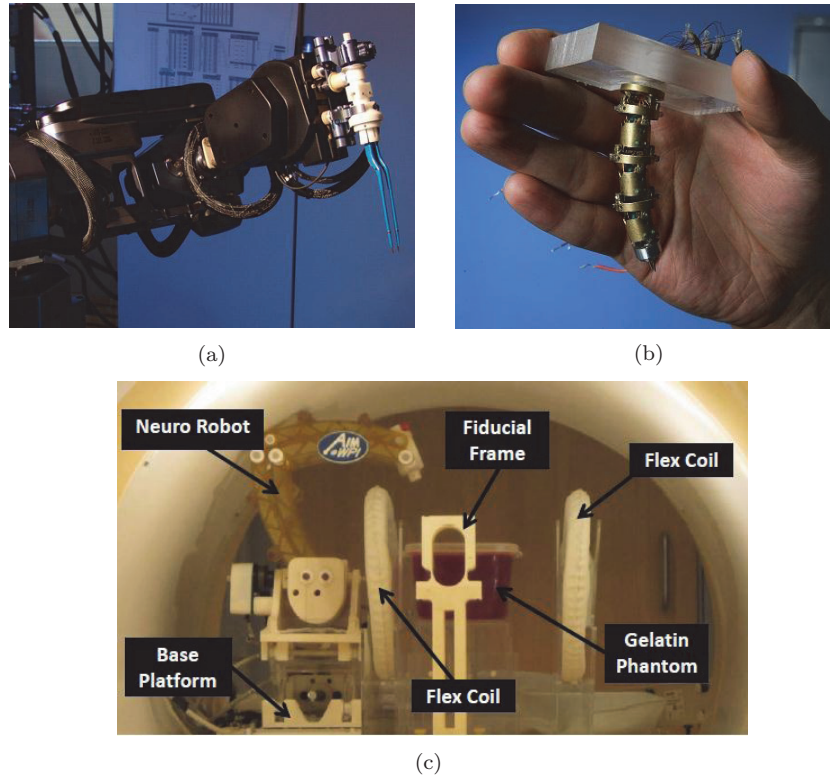 (a)
(b)
Neuro Robot
AIM
WPI
Fiducial
Frame
Flex Coil
Base
Platform
Flex Coil
Gelatin
Phantom
(c)